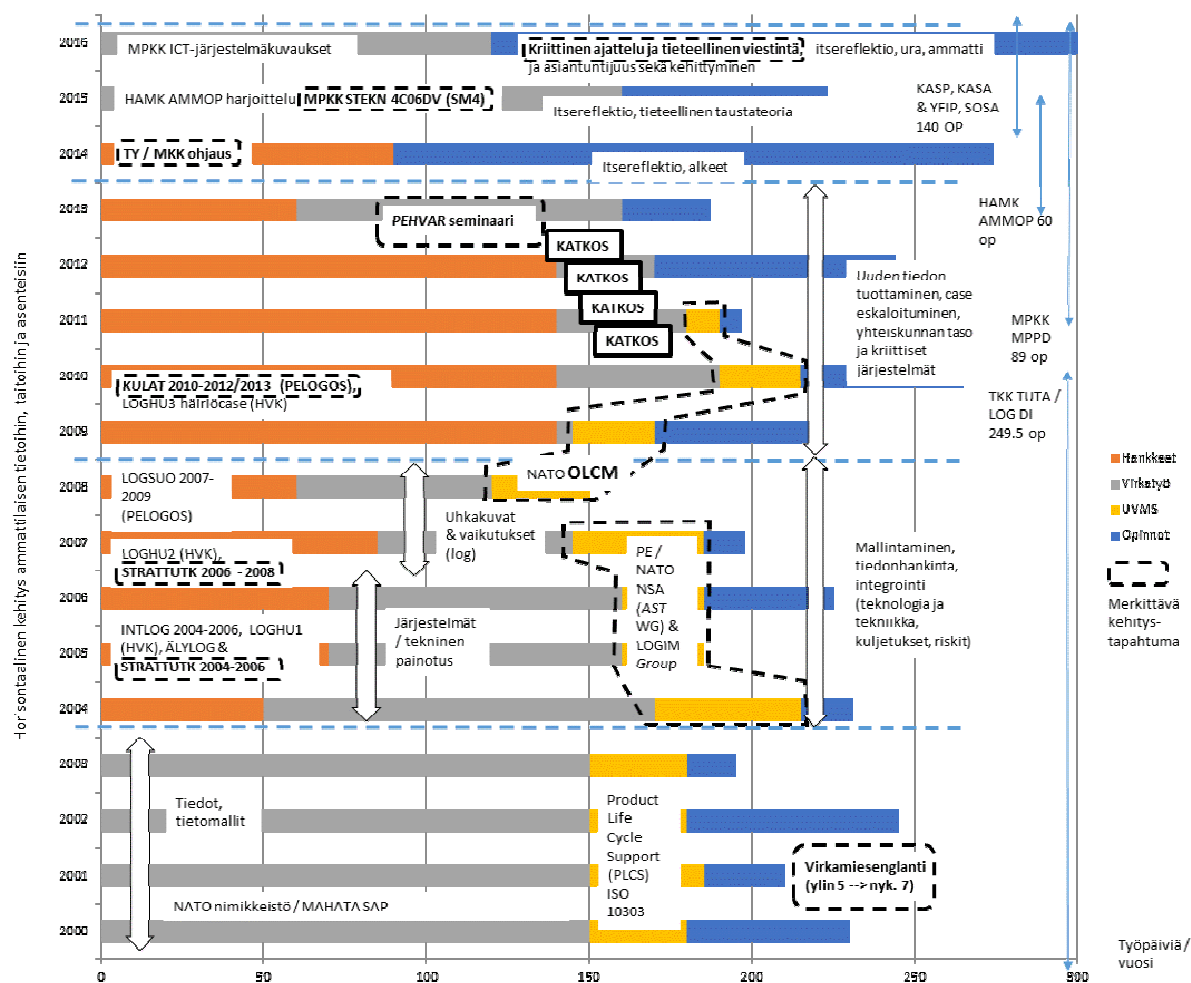 2016
MPKK ICT-järjestelmäkuvaukset
Kriittinen ajattelu ja tieteellinen viestintä, itsereflektio, ura, ammatti
ja asiantuntijuus sekä kehittyminen
2015
HAMK AMMOP harjoittelu
MPKK STEKN 4C06DV (SM4)
Itsereflektio, tieteellinen taustateoria
KASP, KASA
& YEIP, SOSA
140 OP
2014
TY / MKK ohjaus
Itsereflektio, alkeet
2013
PEHVAR seminaari
HAMK
AMMOP 60
op
KATKOS
2012
KATKOS
Uuden tiedon
tuottaminen, case
eskaloituminen,
yhteiskunnan taso
ja kriittiset
järjestelmät
2011
KATKOS
KATKOS
MPKK
MPPD
89 op
2010
KULAT 2010-2012/2013 (PELOGOS),
LOGHU3 häiriöcase (HVK)
TKK TUTA /
LOG DI
249.5 op
2009
2008
LOGSUO 2007-
2009
(PELOGOS)
NATO OLCM
Uhkakuvat
& vaikutukset
(log)
2007
LOGHU2 (HVK),
STRATTUTK 2006 - 2008
PE /
NATO
NSA
(AST
WG) &
LOGIM
Group
Mallintaminen,
tiedonhankinta,
integrointi
(teknologia ja
tekniikka,
kuljetukset, riskit)
2006
Järjestelmät
/ tekninen
painotus
INTLOG 2004-2006, LOGHU1
(HVK), ÄLYLOG &
STRATTUTK 2004-2006
2005
2004
2003
Tiedot,
tietomallit
2002
Product
Life
Cycle
Support
(PLCS)
ISO
10303
2001
Virkamiesenglanti
(ylin 5 --> nyk. 7)
NATO nimikkeistö / MAHATA SAP
2000
0 50 100 150 200 250 300
Työpäiviä /
vuosi
Horisontaalinen kehitys ammatillaisen tietoihin, taitoihin ja asenteisiin
Hankkeet
Virkatyö
UVMS
Opinnot
Merkittävä
kehitys-
tapahtuma